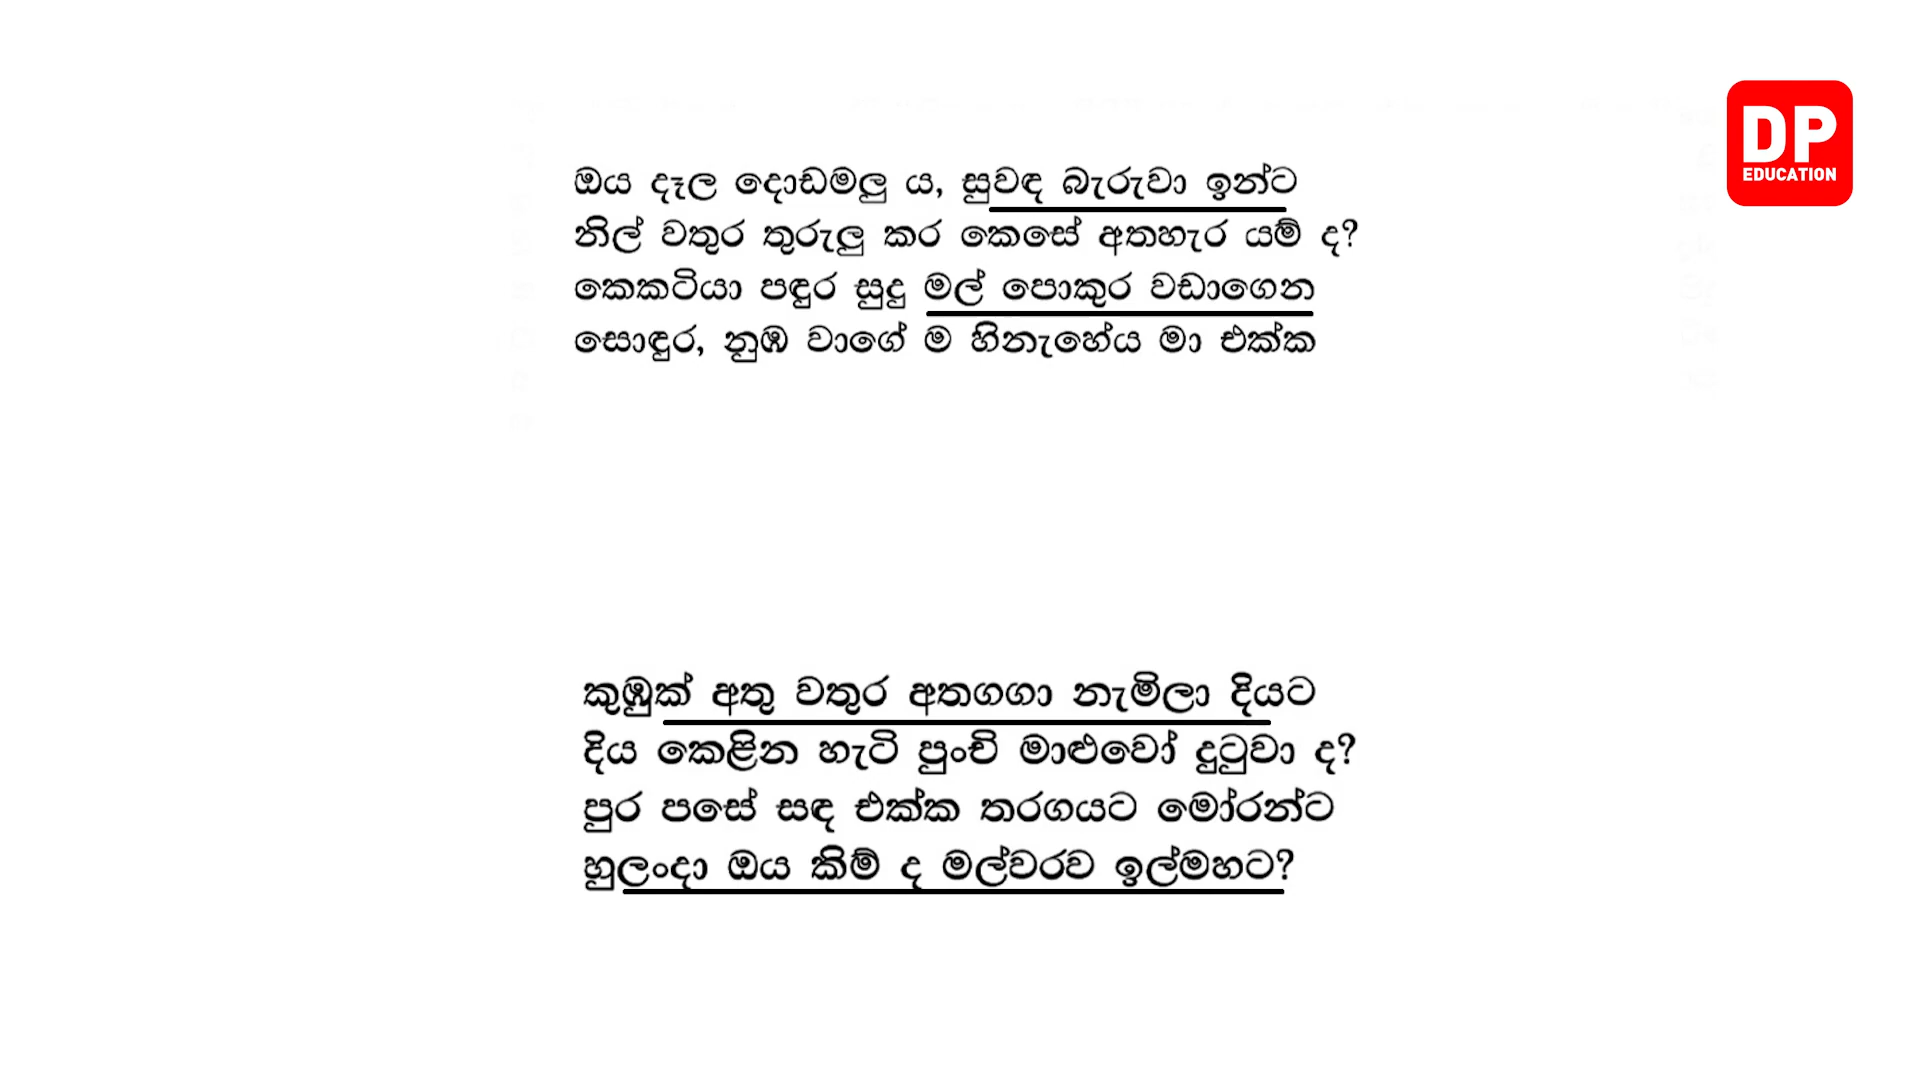 DP
EDUCATION
ඔය දෑල දොඩමලු ය, සුවඳ බැරුවා ඉන්ට
නිල් වතුර තුරුලු කර කෙසේ අතහැර යම් ද?
කෙකටියා පඳුර සුදු මල් පොකුර වඩාගෙන
සොඳුර, නුඹ වාගේ ම හිනැහේය මා එක්ක
කුඹුක් අතු වතුර අතගගා නැමිලා දියට
දිය කෙළින හැටි පුංචි මාළුවෝ දුටුවා ද?
පුර පසේ සඳ එක්ක තරගයට මෝරන්ට
හුලංදා ඔය කිම් ද මල්වරව ඉල්මහට?